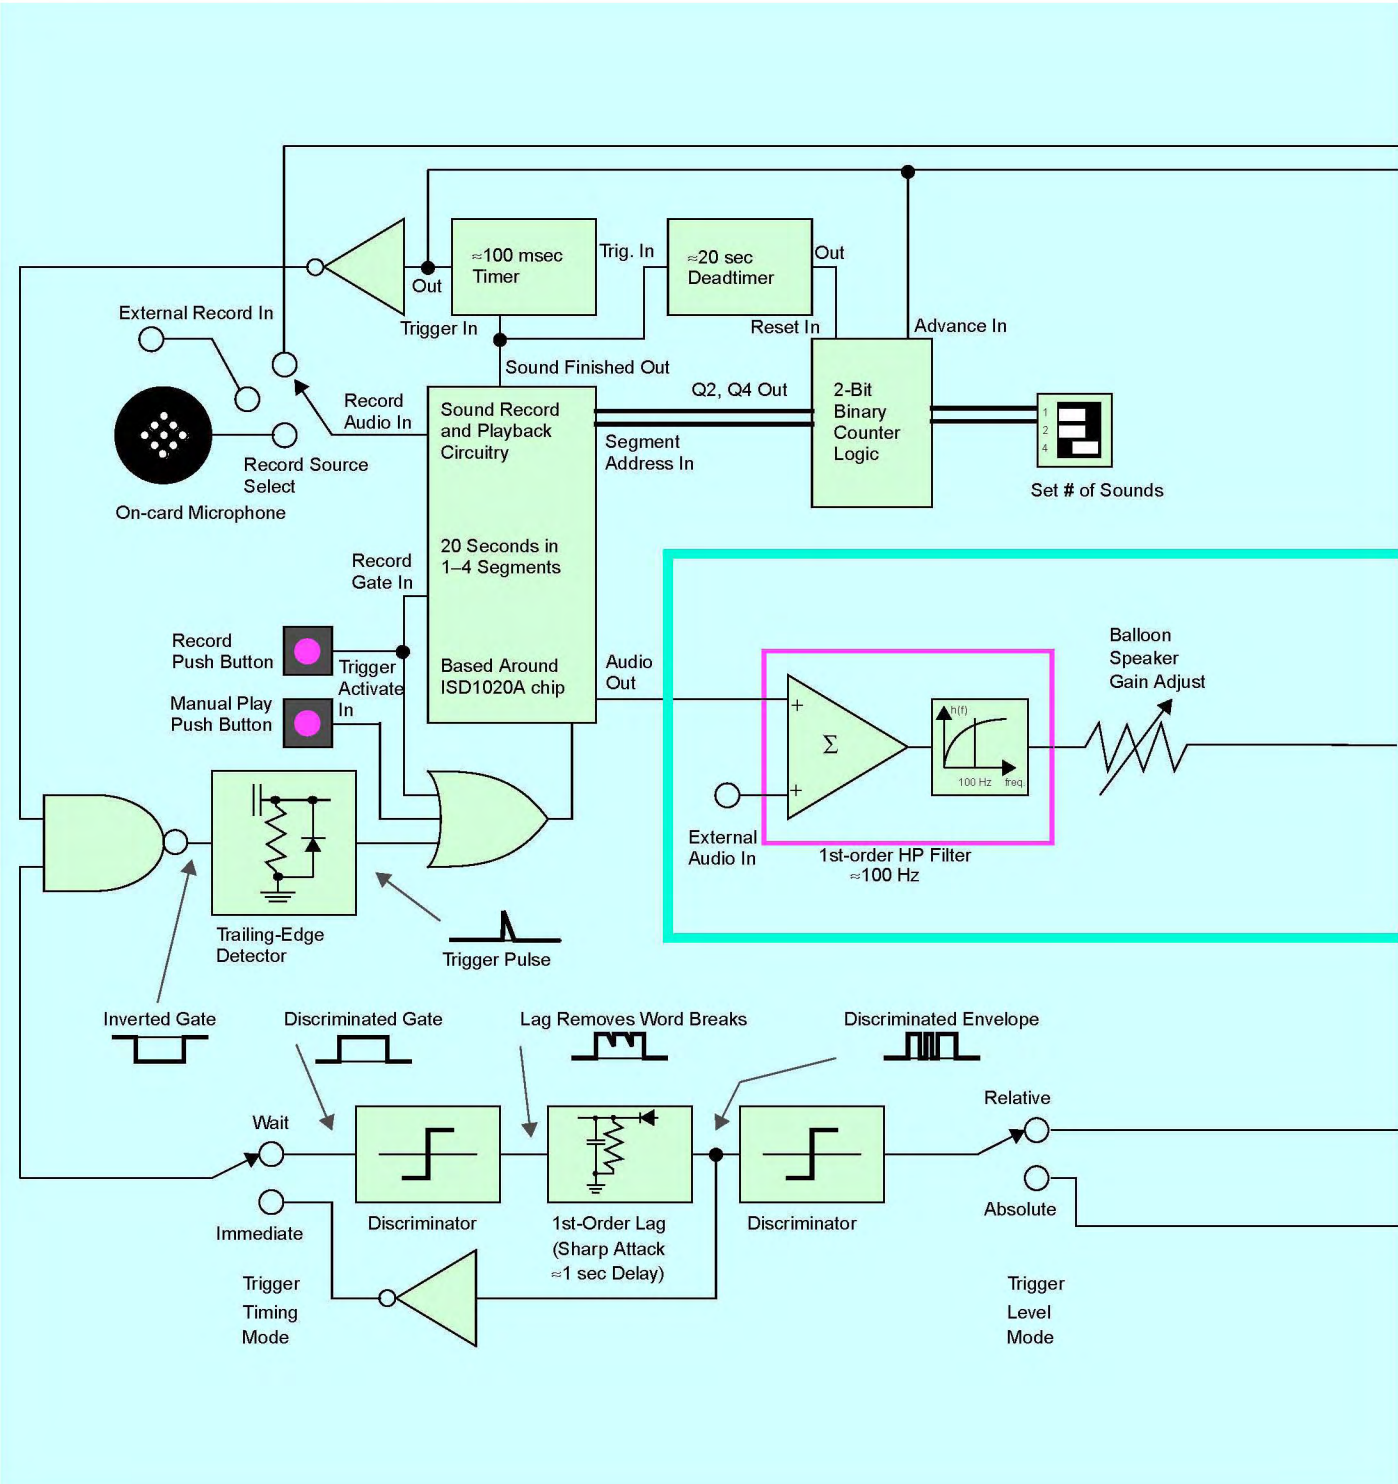 ≈100 msec
Timer
Trig. In
≈20 sec
Deadtimer
Out
Out
Trigger In
Reset In
Advance In
External Record In
Sound Finished Out
Record
Audio In
Q2, Q4 Out
Sound Record
and Playback
Circuitry
Segment
Address In
2-Bit
Binary
Counter
Logic
1
2
4
Set # of Sounds
Record Source
Select
On-card Microphone
20 Seconds in
1–4 Segments
Record
Gate In
Record
Push Button
Trigger
Activate
In
Manual Play
Push Button
Based Around
ISD1020A chip
Audio
Out
Balloon
Speaker
Gain Adjust
+
Σ
+
h(f)
100 Hz
freq.
External
Audio In
1st-order HP Filter
≈100 Hz
Trailing-Edge
Detector
Trigger Pulse
Inverted Gate
Discriminated Gate
Lag Removes Word Breaks
Discriminated Envelope
Wait
Relative
Immediate
Discriminator
1st-Order Lag
(Sharp Attack
≈1 sec Delay)
Discriminator
Absolute
Trigger
Timing
Mode
Trigger
Level
Mode